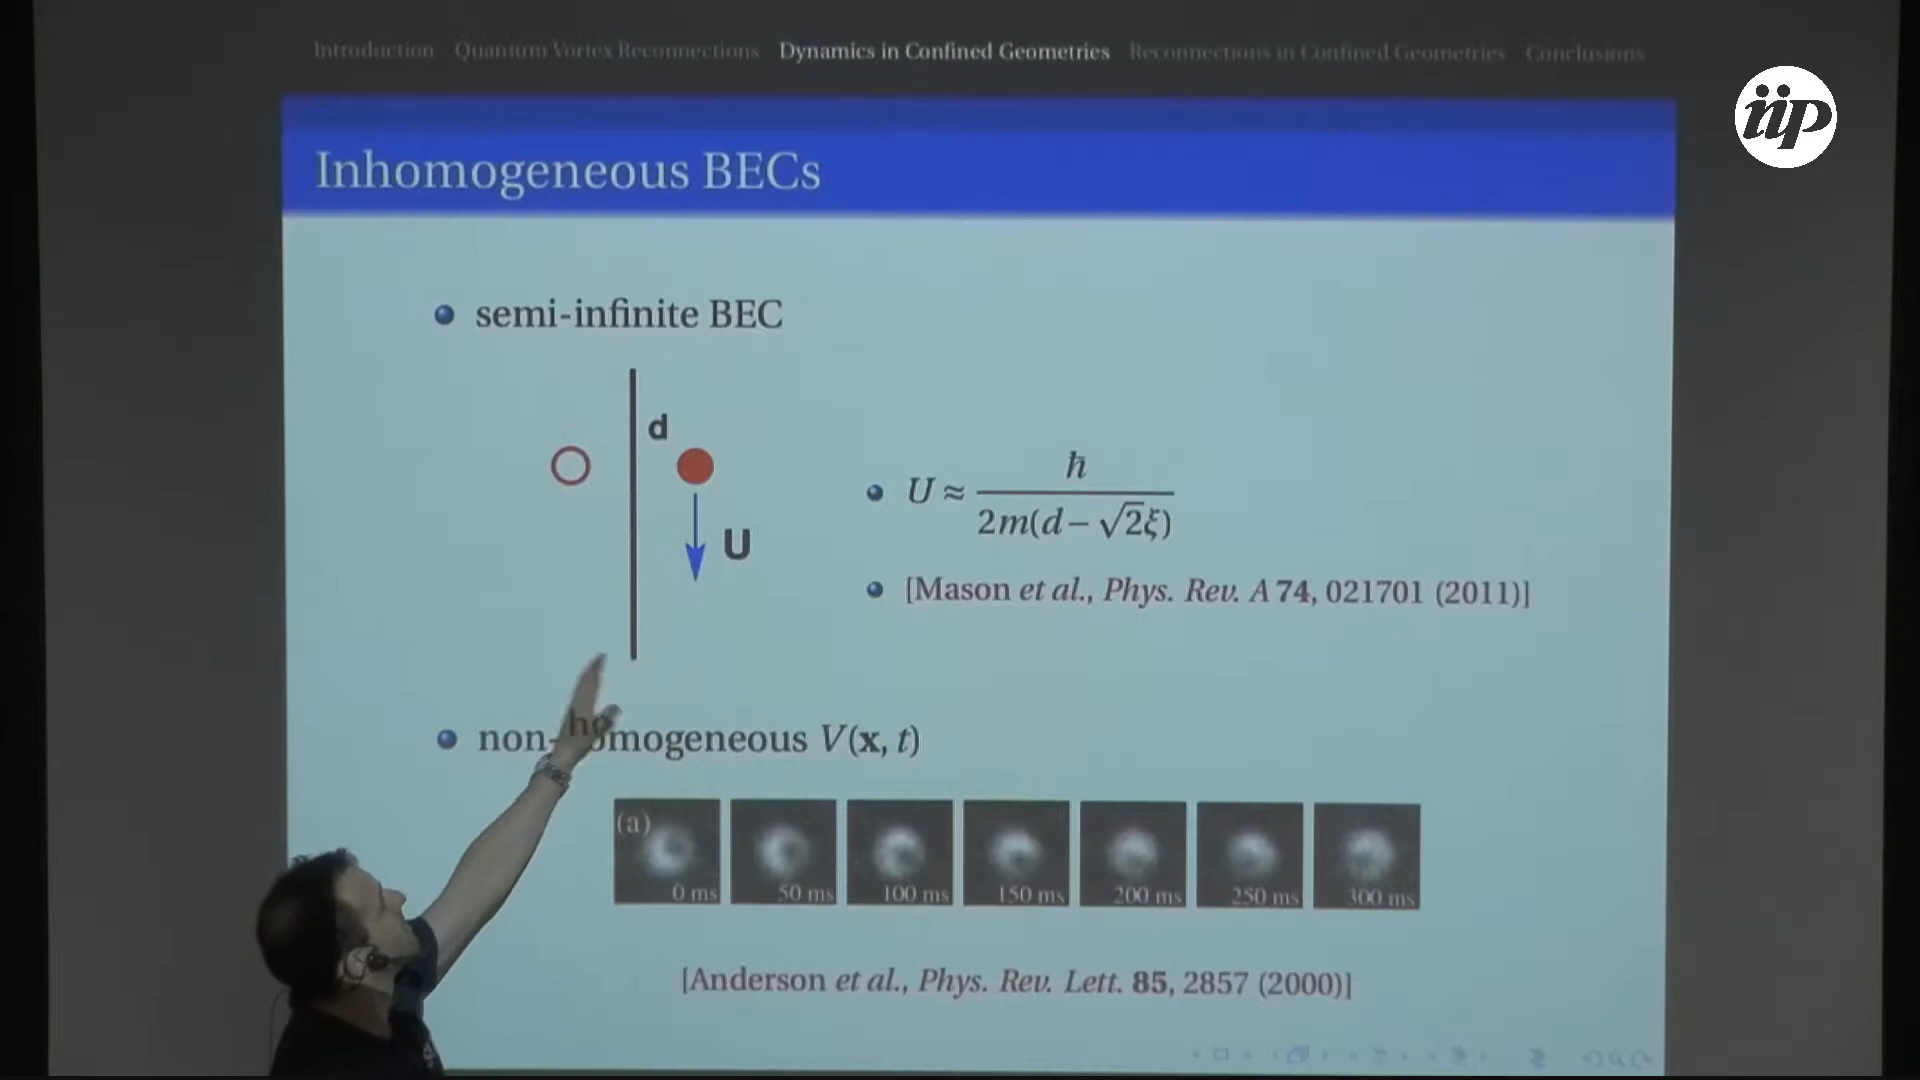 Introduction Quantum Vortex Reconnections Dynamics in Confined Geometries Reconnections in Confined Geometries Conclusions
iip
Inhomogeneous BECs
semi-infinite BEC
d
U
U ≈ ħ / 2m(d − √2ξ)
[Mason et al., Phys. Rev. A 74, 021701 (2011)]
non-homogeneous V(x, t)
(a)
0 ms 50 ms 100 ms 150 ms 200 ms 250 ms 300 ms
[Anderson et al., Phys. Rev. Lett. 85, 2857 (2000)]